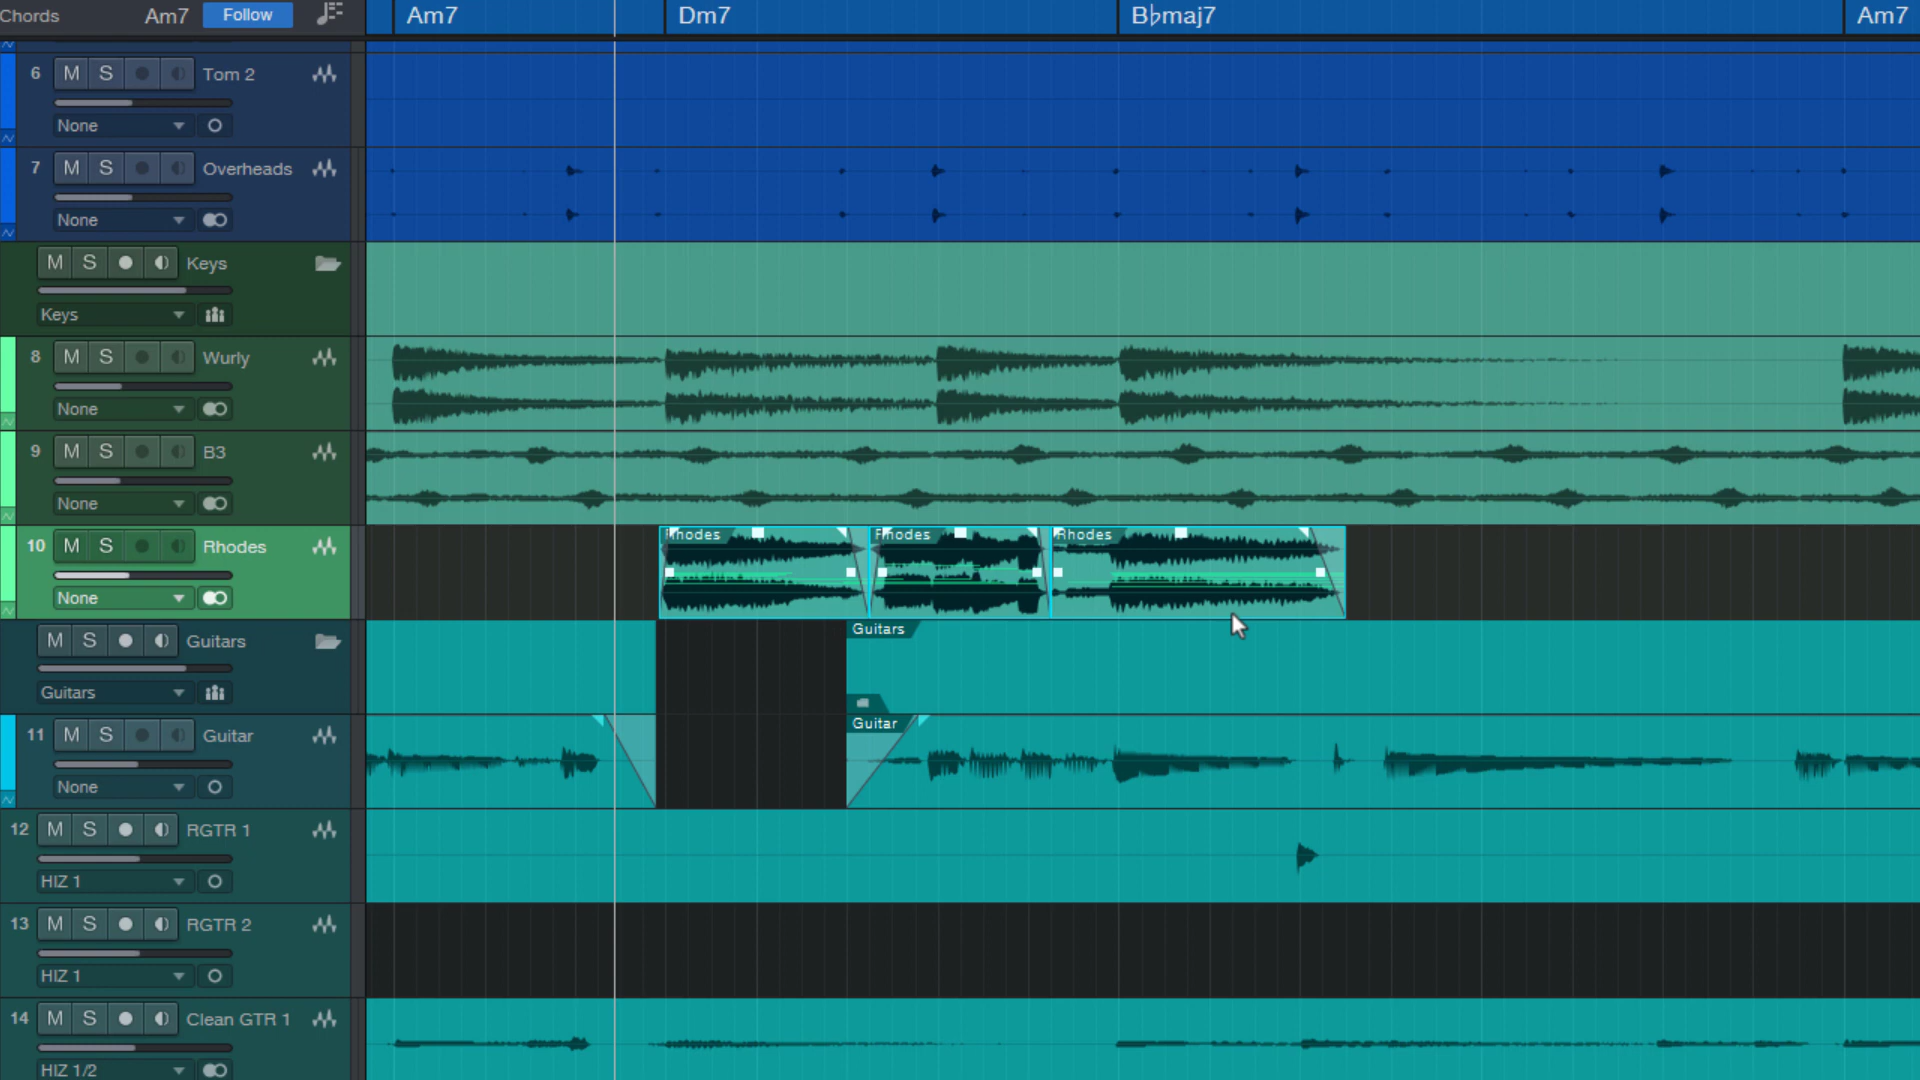 Chords Am7 Follow Am7 Dm7 B♭maj7 Am7
6 M S Tom 2
None
7 M S Overheads
None
M S Keys
Keys
8 M S Wurly
None
9 M S B3
None
10 M S Rhodes Rhodes Rhodes Rhodes
None
M S Guitars Guitars
Guitars
11 M S Guitar Guitar
None
12 M S RGTR 1
HIZ 1
13 M S RGTR 2
HIZ 1
14 M S Clean GTR 1
HIZ 1/2